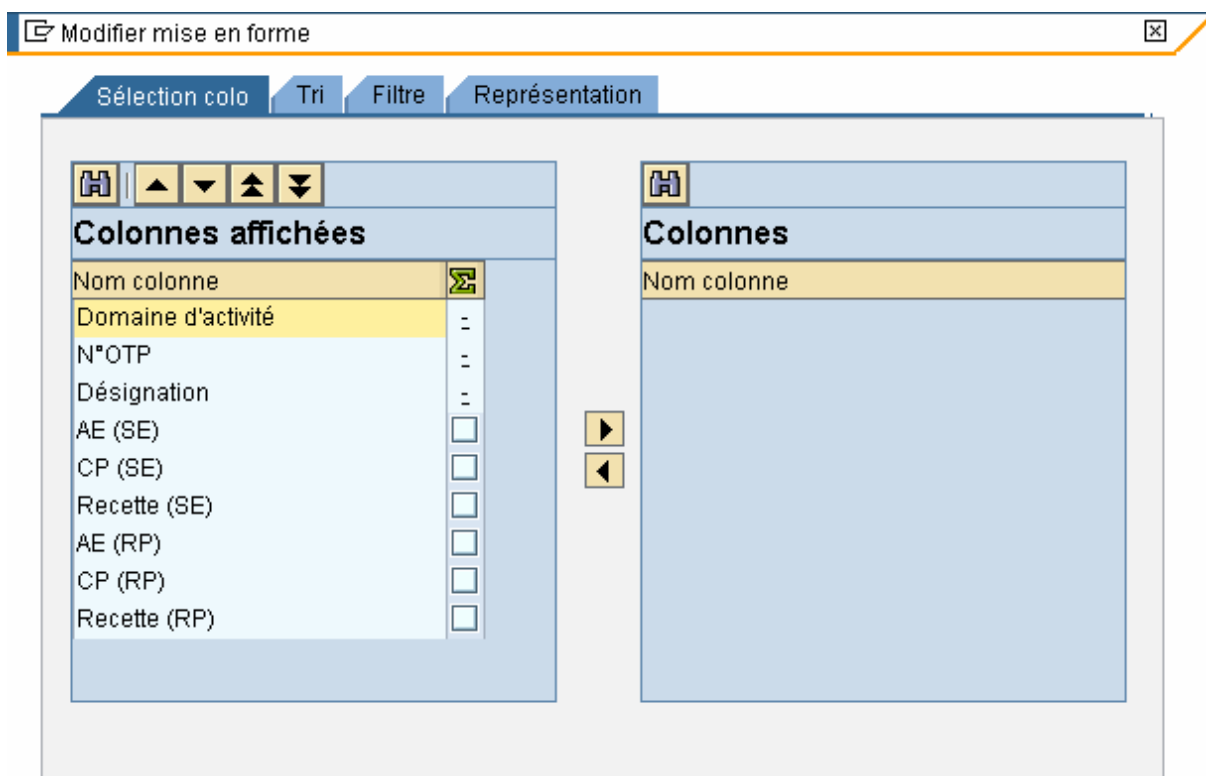 Modifier mise en forme
Sélection colo Tri Filtre Représentation
Colonnes affichées
Nom colonne
Domaine d'activité
N°OTP
Désignation
AE (SE)
CP (SE)
Recette (SE)
AE (RP)
CP (RP)
Recette (RP)
Colonnes
Nom colonne